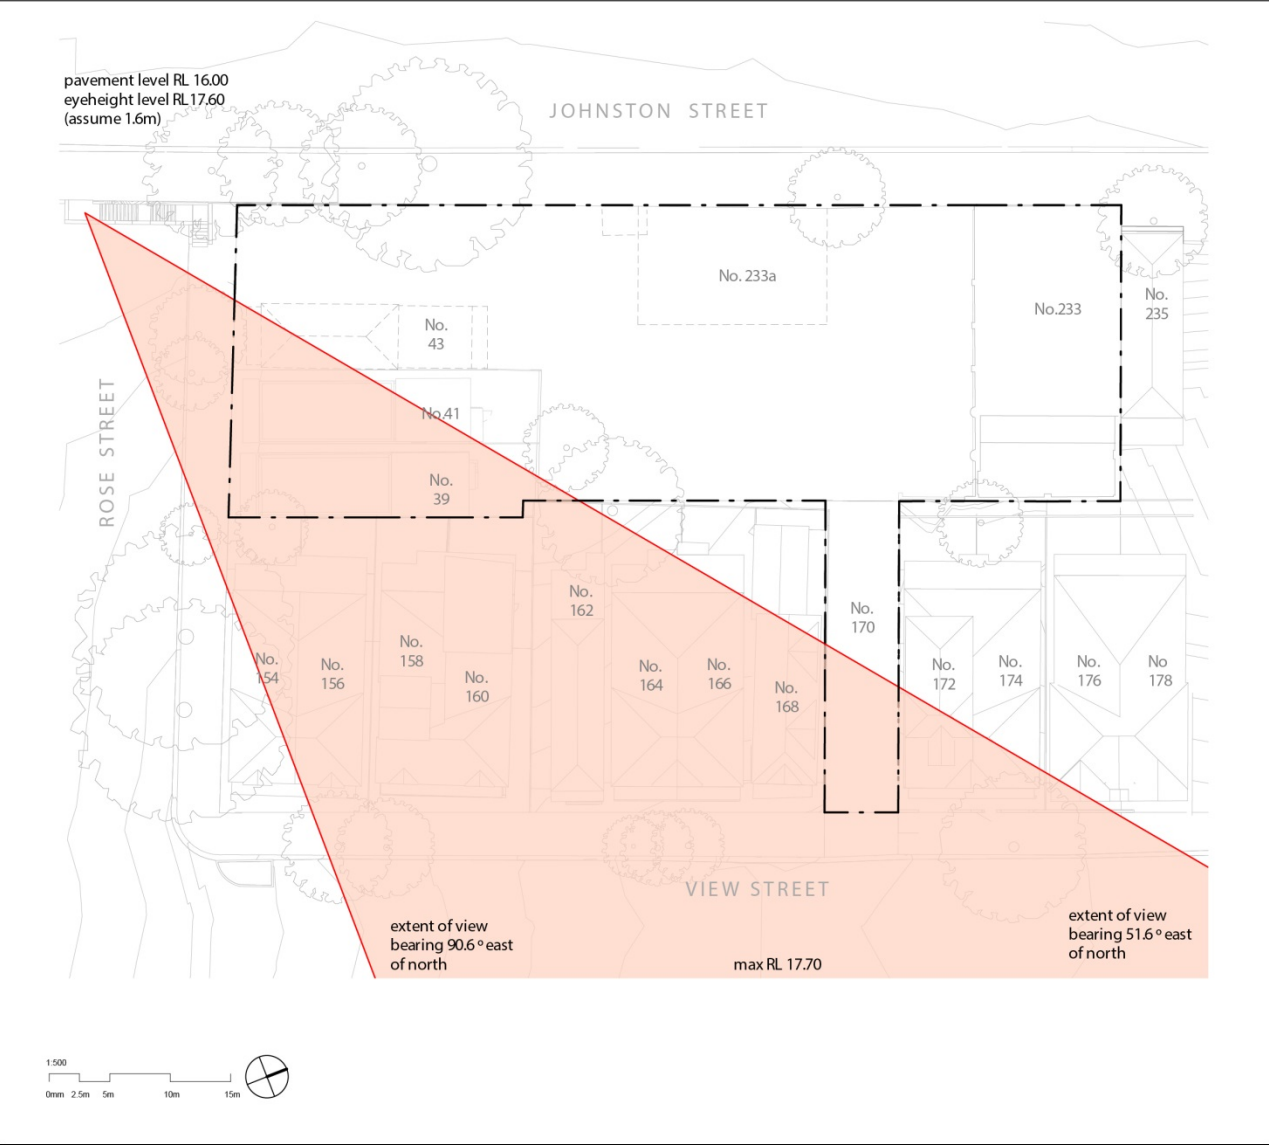 pavement level RL 16.00
eyeheight level RL17.60
(assume 1.6m)
JOHNSTON STREET
No. 233a
No.233
No.
235
No.
43
No.41
No.
39
ROSE STREET
No.
154
No.
156
No.
158
No.
160
No.
162
No.
164
No.
166
No.
168
No.
170
No.
172
No.
174
No.
176
No
178
VIEW STREET
extent of view
bearing 90.6 º east
of north
max RL 17.70
extent of view
bearing 51.6 º east
of north
1:500
0mm 2.5m 5m 10m 15m